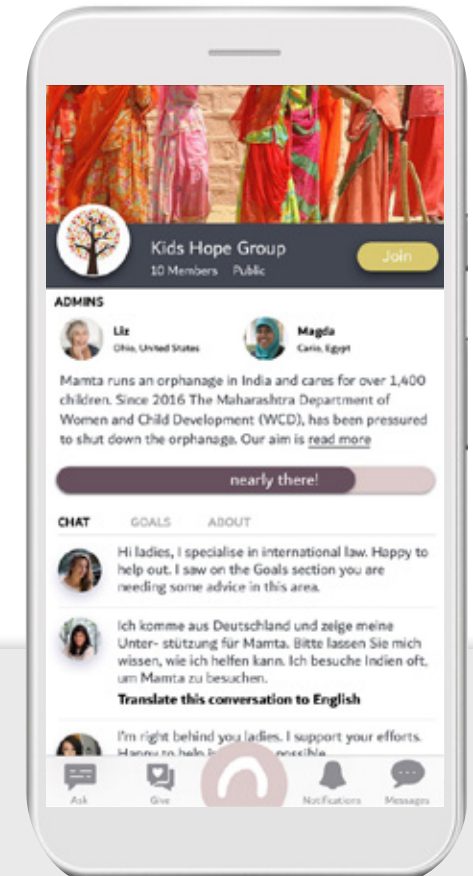 Kids Hope Group
10 Members Public
Join
ADMINS
Liz
Ohio, United States
Magda
Cario, Egypt
Mamta runs an orphanage in India and cares for over 1,400
children. Since 2016 The Maharashtra Department of
Women and Child Development (WCD), has been pressured
to shut down the orphanage. Our aim is read more
nearly there!
CHAT GOALS ABOUT
Hi ladies, I specialise in international law. Happy to
help out. I saw on the Goals section you are
needing some advice in this area.
Ich komme aus Deutschland und zeige meine
Unter- stützung für Mamta. Bitte lassen Sie mich
wissen, wie ich helfen kann. Ich besuche Indien oft,
um Mamta zu besuchen.
Translate this conversation to English
I'm right behind you ladies. I support your efforts.
Happy to help possible
Ask Give Notifications Messages